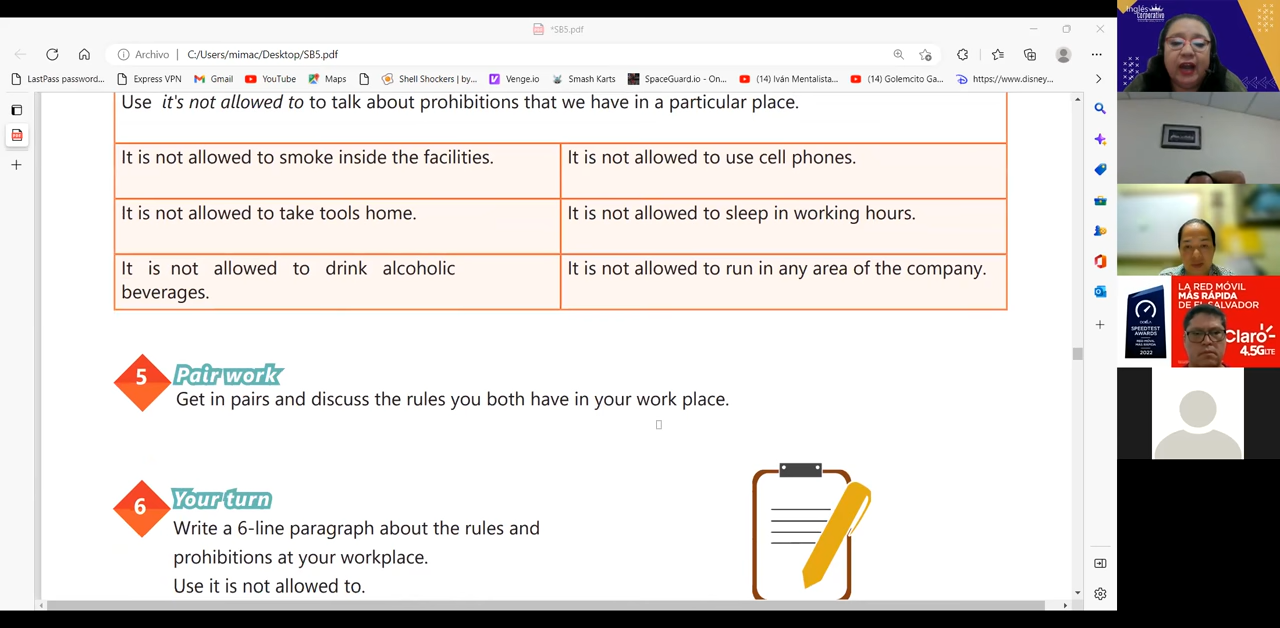 *SB5.pdf
Archivo | C:/Users/mimac/Desktop/SB5.pdf
LastPass password... Express VPN Gmail YouTube Maps Shell Shockers | by... Venge.io Smash Karts SpaceGuard.io - On... (14) Iván Mentalista... (14) Golemcito Ga... https://www.disney...
Use it's not allowed to to talk about prohibitions that we have in a particular place.
It is not allowed to smoke inside the facilities.
It is not allowed to use cell phones.
It is not allowed to take tools home.
It is not allowed to sleep in working hours.
It is not allowed to drink alcoholic
beverages.
It is not allowed to run in any area of the company.
5 Pair work
Get in pairs and discuss the rules you both have in your work place.
6 Your turn
Write a 6-line paragraph about the rules and
prohibitions at your workplace.
Use it is not allowed to.
Inglés
Corporativo
LA RED MÓVIL
MÁS RÁPIDA
DE EL SALVADOR
SPEEDTEST
AWARDS
2022
Claro
4.5G LTE